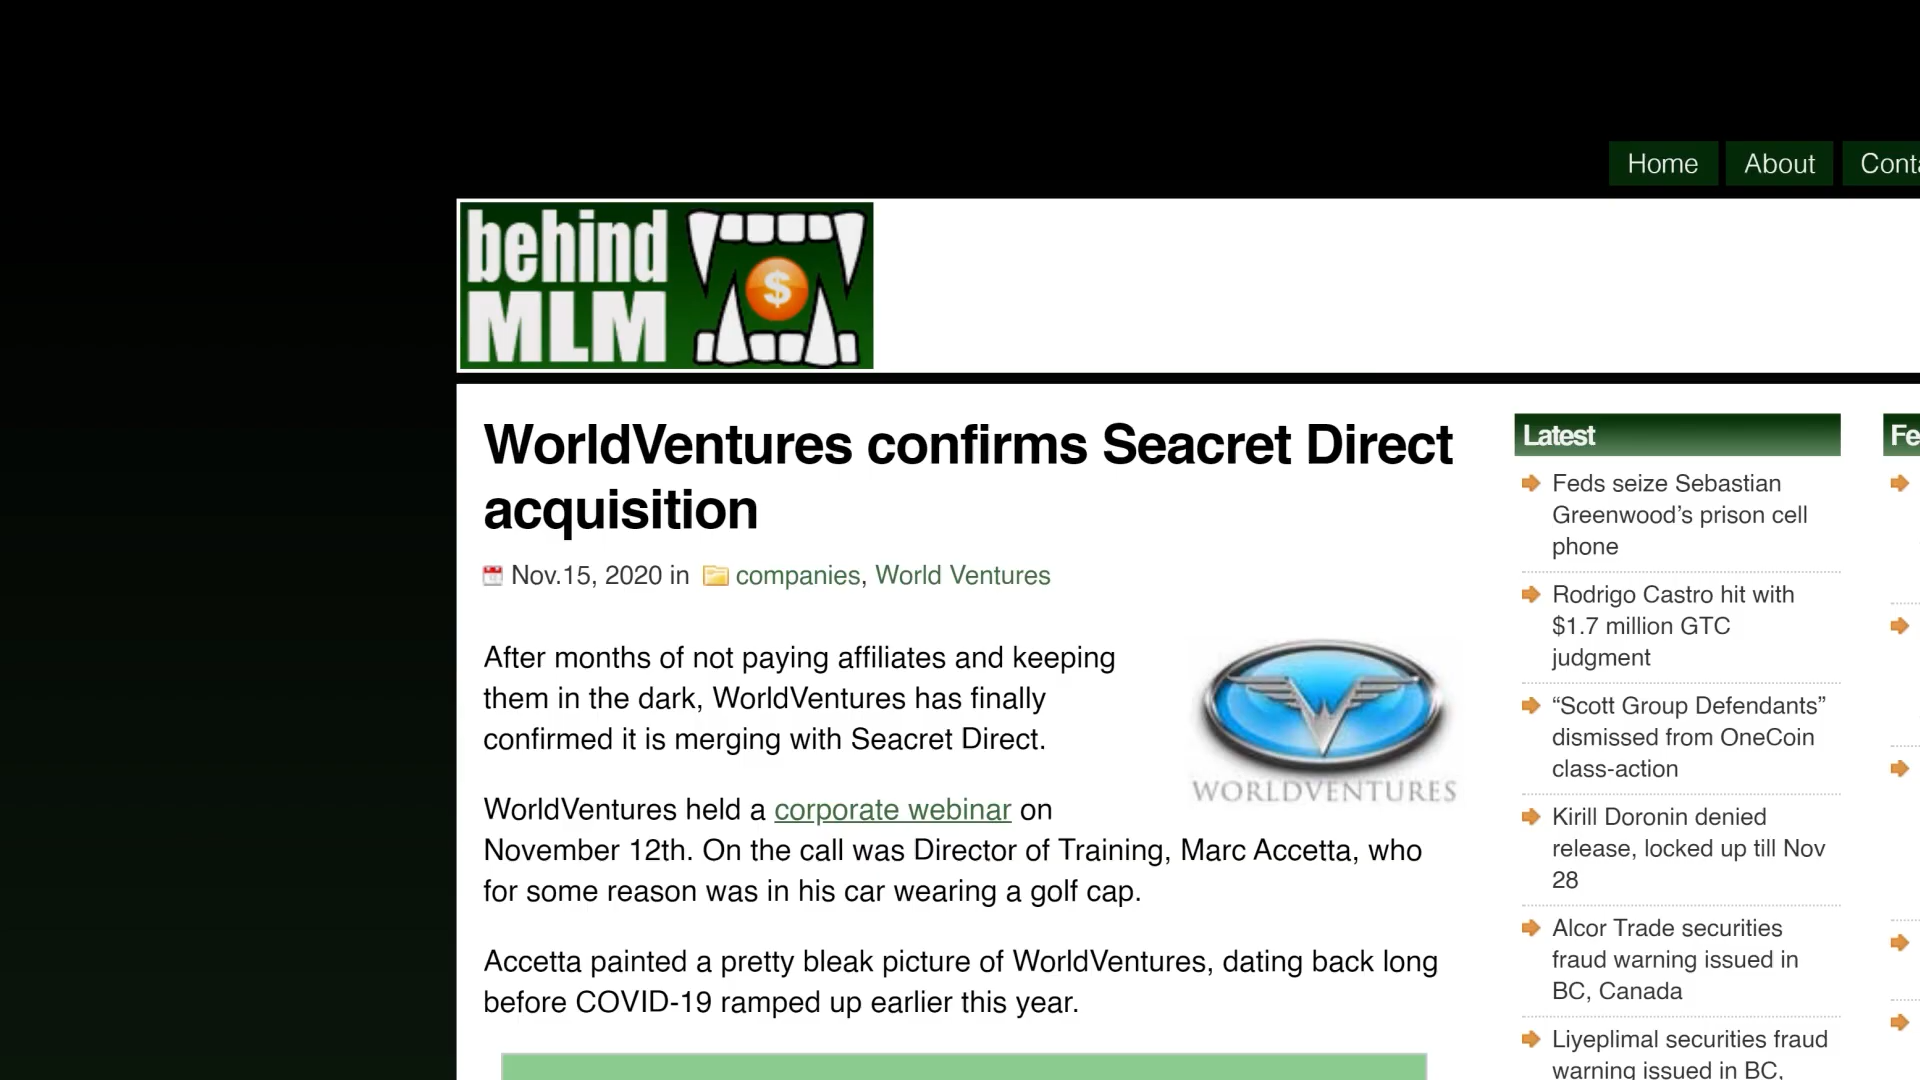 Home
About
behind
MLM
$
WorldVentures confirms Seacret Direct
acquisition
Nov.15, 2020 in companies, World Ventures
After months of not paying affiliates and keeping
them in the dark, WorldVentures has finally
confirmed it is merging with Seacret Direct.
WORLDVENTURES
WorldVentures held a corporate webinar on
November 12th. On the call was Director of Training, Marc Accetta, who
for some reason was in his car wearing a golf cap.
Accetta painted a pretty bleak picture of WorldVentures, dating back long
before COVID-19 ramped up earlier this year.
Latest
Feds seize Sebastian
Greenwood’s prison cell
phone
Rodrigo Castro hit with
$1.7 million GTC
judgment
“Scott Group Defendants”
dismissed from OneCoin
class-action
Kirill Doronin denied
release, locked up till Nov
28
Alcor Trade securities
fraud warning issued in
BC, Canada
Liyeplimal securities fraud
warning issued in BC,